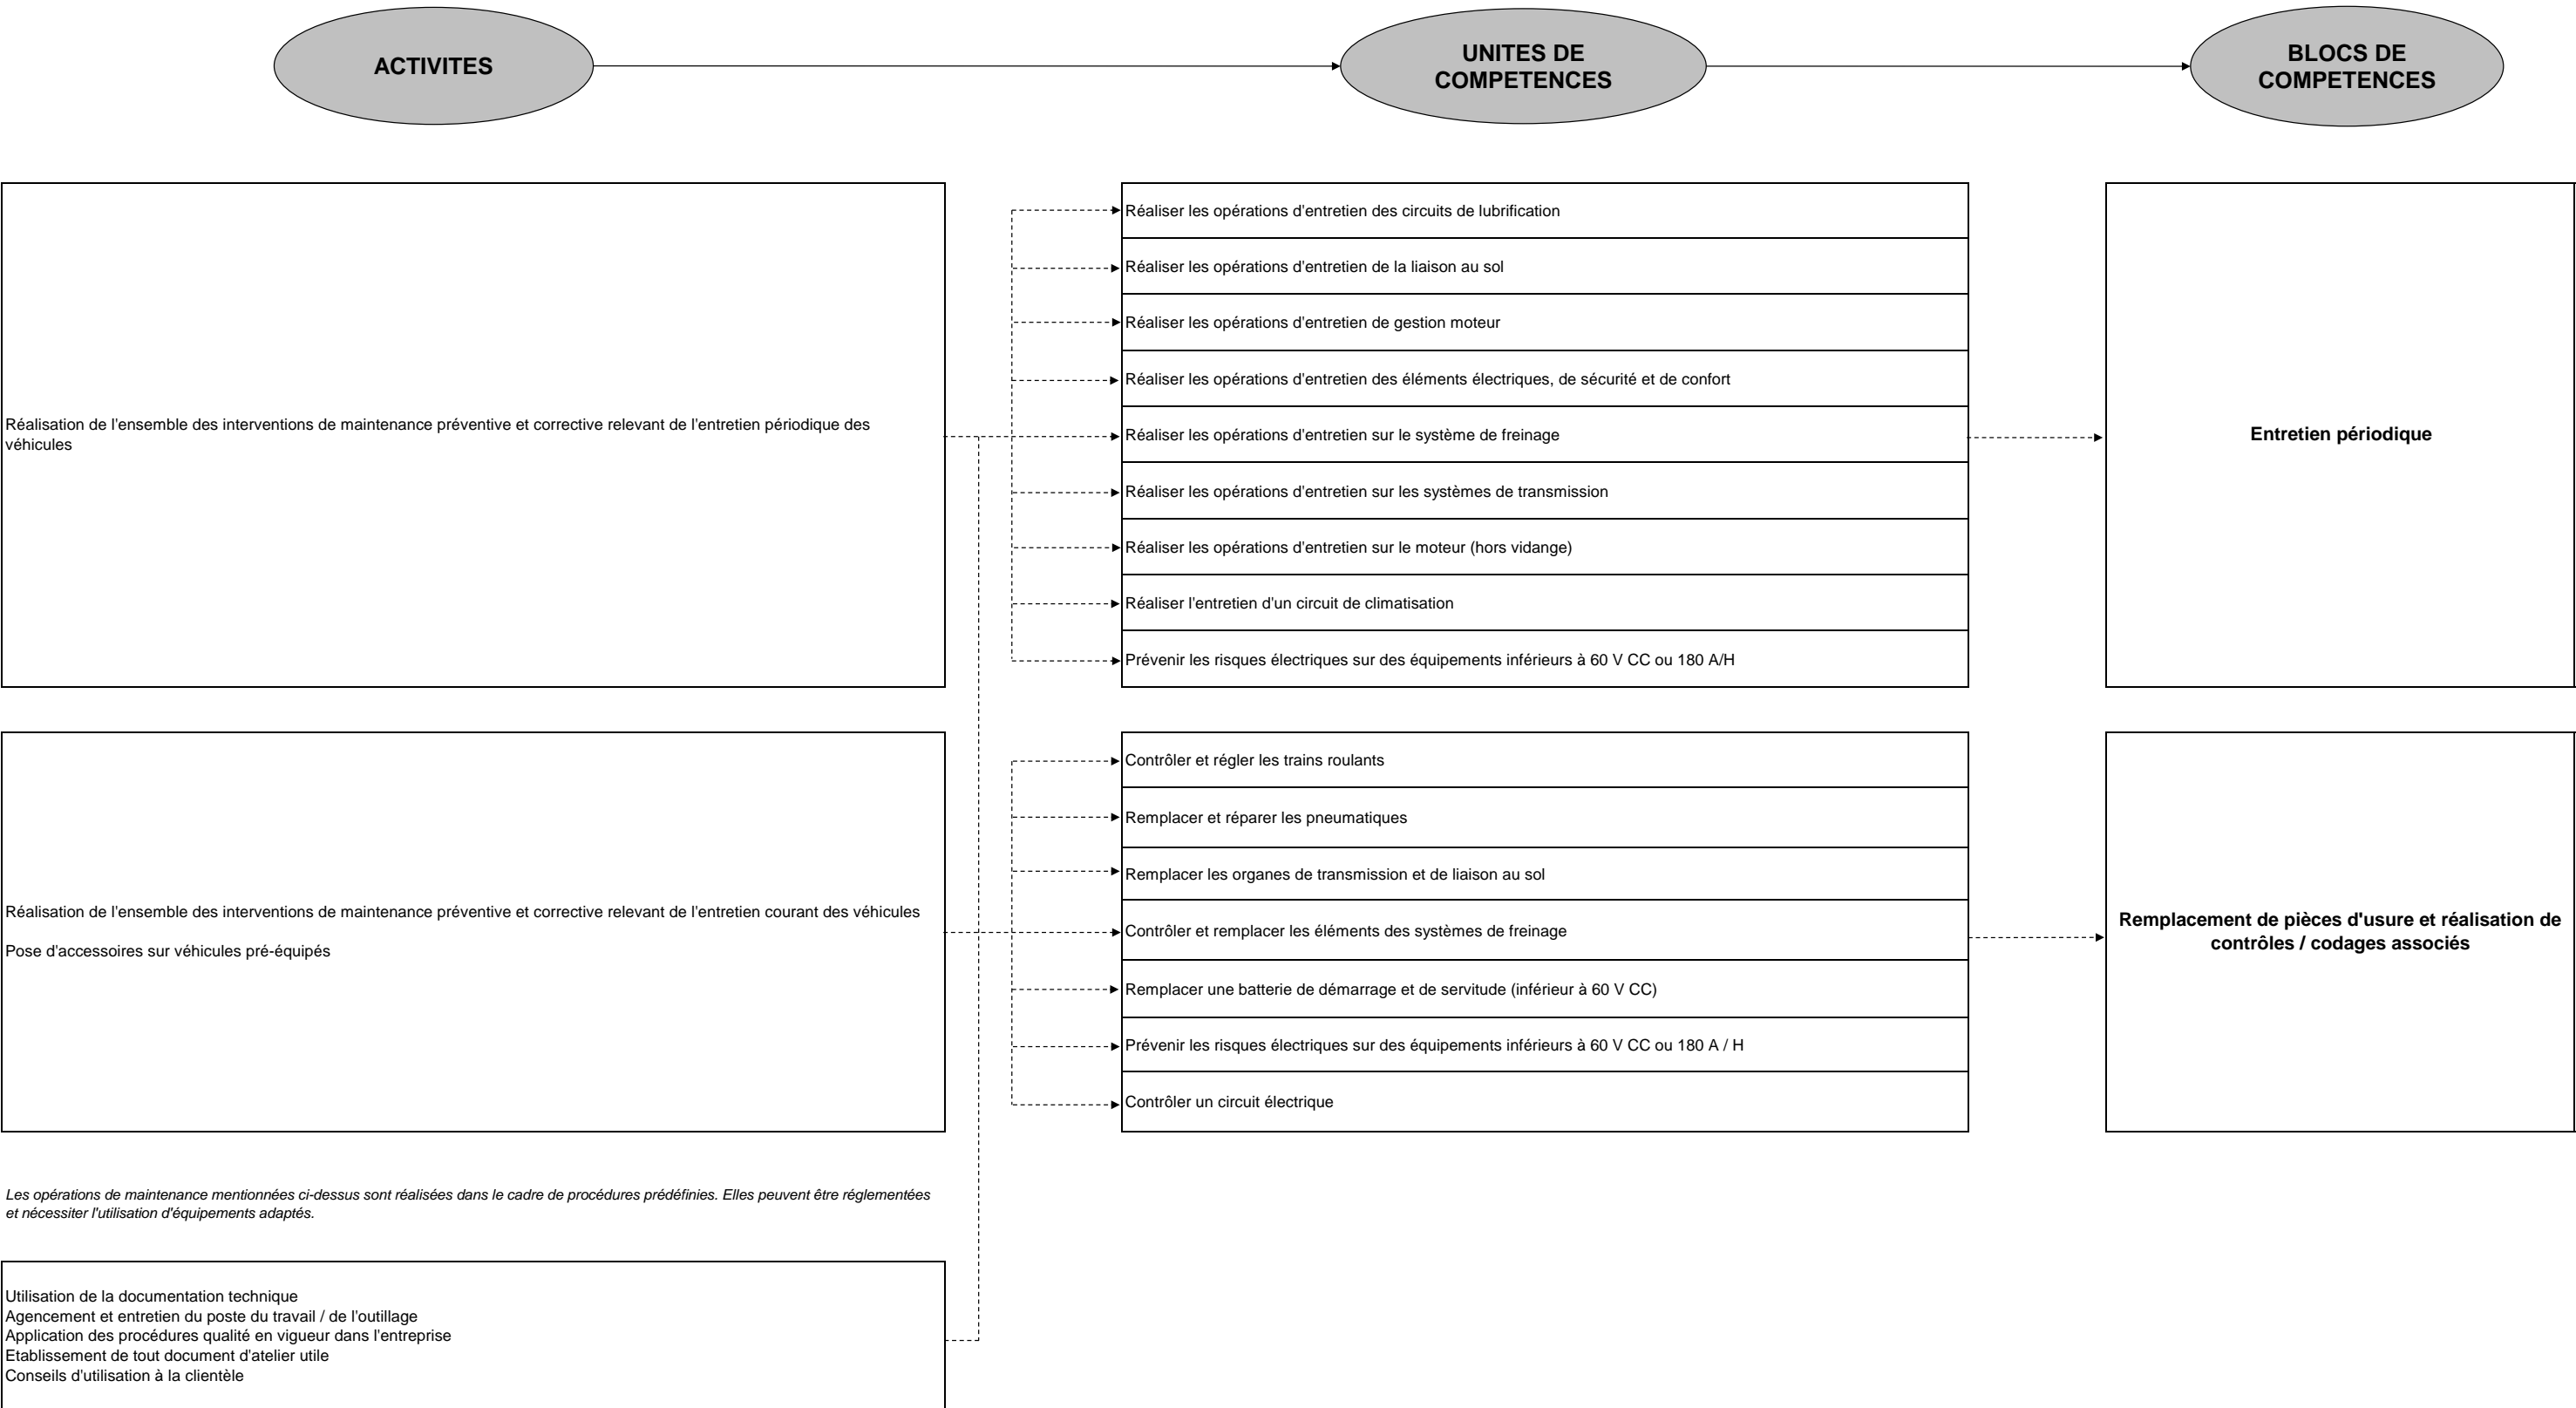 ACTIVITES
UNITES DE
COMPETENCES
BLOCS DE
COMPETENCES
Réalisation de l'ensemble des interventions de maintenance préventive et corrective relevant de l'entretien périodique des
véhicules
Réaliser les opérations d'entretien des circuits de lubrification
Réaliser les opérations d'entretien de la liaison au sol
Réaliser les opérations d'entretien de gestion moteur
Réaliser les opérations d'entretien des éléments électriques, de sécurité et de confort
Réaliser les opérations d'entretien sur le système de freinage
Réaliser les opérations d'entretien sur les systèmes de transmission
Réaliser les opérations d'entretien sur le moteur (hors vidange)
Réaliser l'entretien d'un circuit de climatisation
Prévenir les risques électriques sur des équipements inférieurs à 60 V CC ou 180 A/H
Entretien périodique
Réalisation de l'ensemble des interventions de maintenance préventive et corrective relevant de l'entretien courant des véhicules
Pose d'accessoires sur véhicules pré-équipés
Contrôler et régler les trains roulants
Remplacer et réparer les pneumatiques
Remplacer les organes de transmission et de liaison au sol
Contrôler et remplacer les éléments des systèmes de freinage
Remplacer une batterie de démarrage et de servitude (inférieur à 60 V CC)
Prévenir les risques électriques sur des équipements inférieurs à 60 V CC ou 180 A / H
Contrôler un circuit électrique
Remplacement de pièces d'usure et réalisation de
contrôles / codages associés
Les opérations de maintenance mentionnées ci-dessus sont réalisées dans le cadre de procédures prédéfinies. Elles peuvent être réglementées
et nécessiter l'utilisation d'équipements adaptés.
Utilisation de la documentation technique
Agencement et entretien du poste du travail / de l'outillage
Application des procédures qualité en vigueur dans l'entreprise
Etablissement de tout document d'atelier utile
Conseils d'utilisation à la clientèle